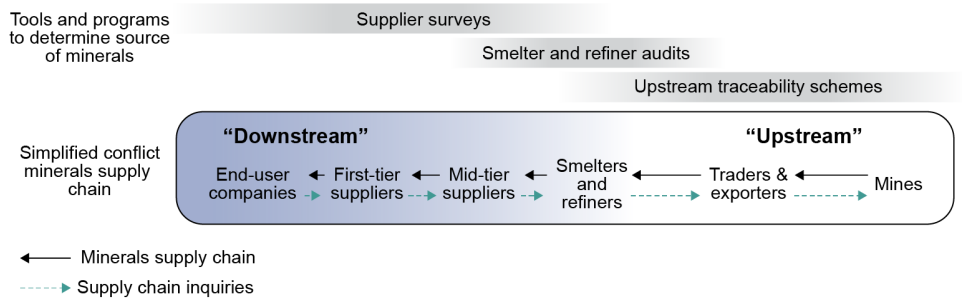 Tools and programs
to determine source
of minerals
Supplier surveys
Smelter and refiner audits
Upstream traceability schemes
Simplified conflict
minerals supply
chain
“Downstream”
“Upstream”
End-user
companies
First-tier
suppliers
Mid-tier
suppliers
Smelters
and
refiners
Traders &
exporters
Mines
Minerals supply chain
Supply chain inquiries